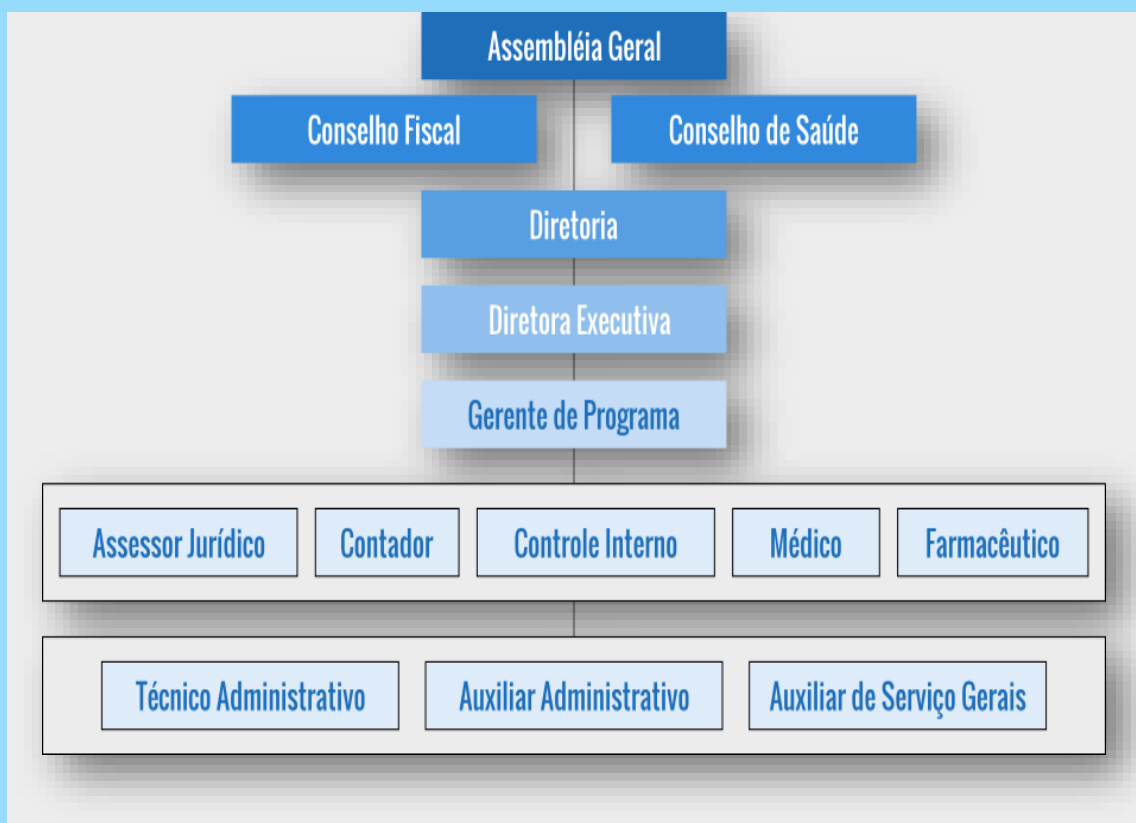 Assembléia Geral
Conselho Fiscal
Conselho de Saúde
Diretoria
Diretora Executiva
Gerente de Programa
Assessor Jurídico
Contador
Controle Interno
Médico
Farmacêutico
Técnico Administrativo
Auxiliar Administrativo
Auxiliar de Serviço Gerais